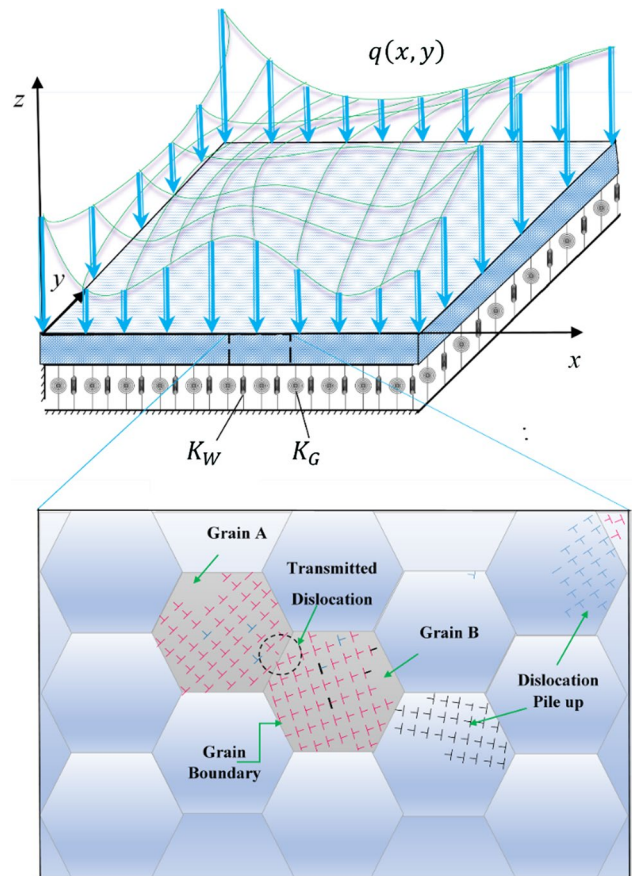 q(x, y)
z
y
x
K_W
K_G
:
Grain A
Transmitted
Dislocation
Grain B
Dislocation
Pile up
Grain
Boundary